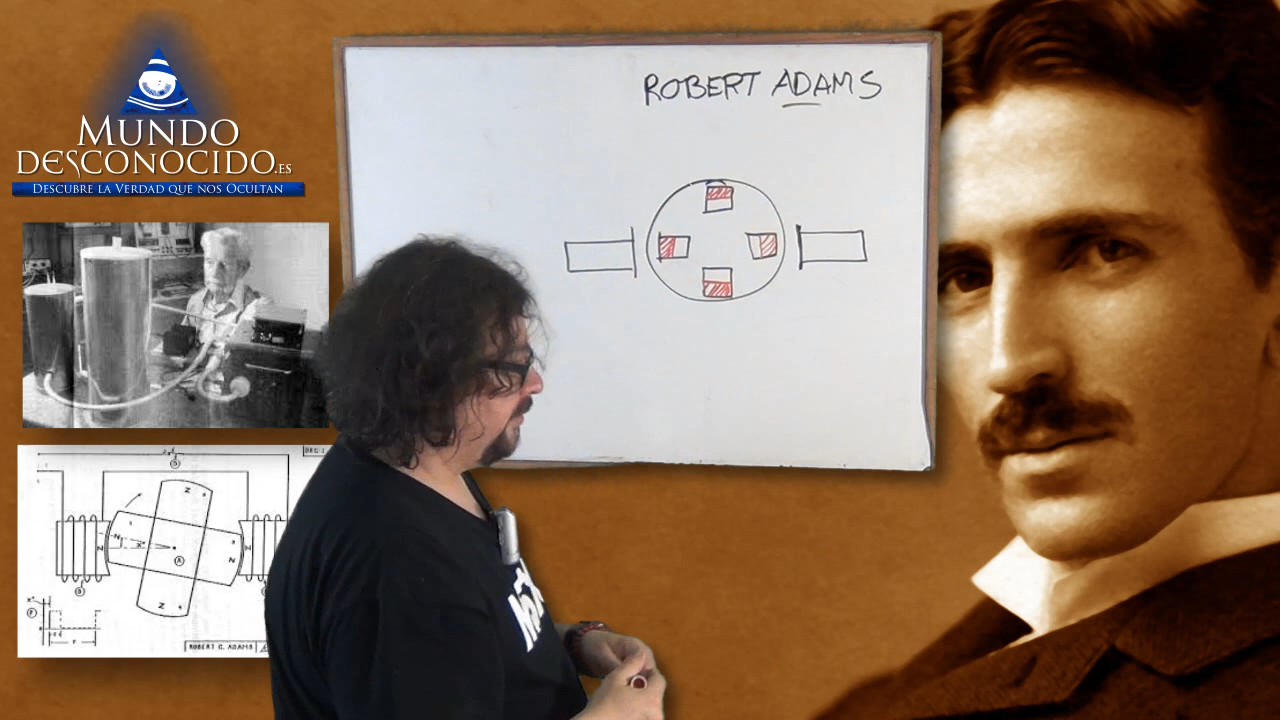 MUNDO
DESCONOCIDO.ES
DESCUBRE LA VERDAD QUE NOS OCULTAN
ROBERT ADAMS
N
N
N
N
Z
Z
ROBERT C. ADAMS